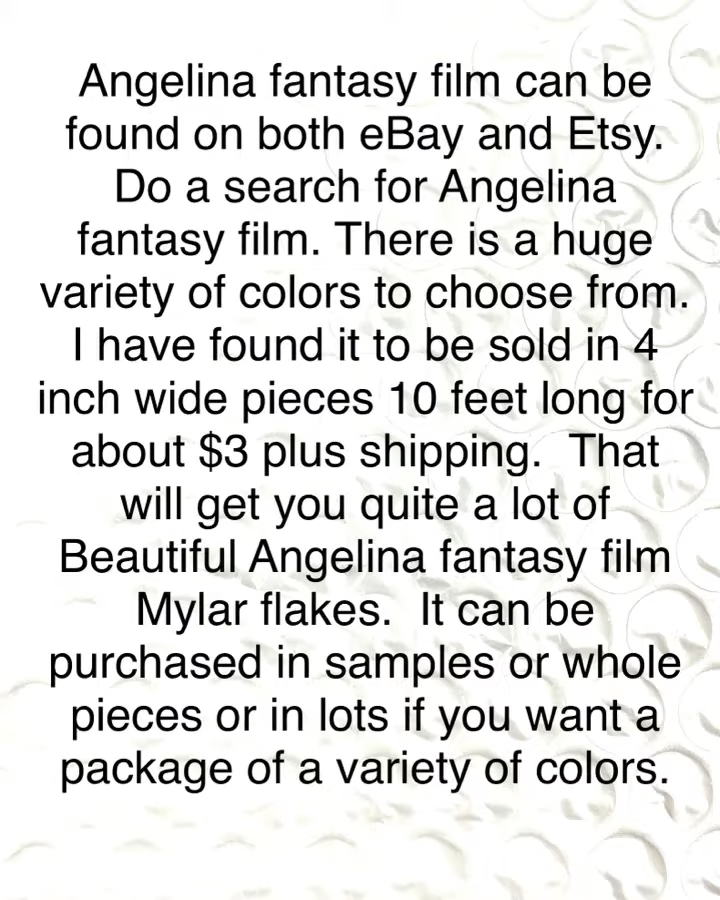 Angelina fantasy film can be
found on both eBay and Etsy.
Do a search for Angelina
fantasy film. There is a huge
variety of colors to choose from.
I have found it to be sold in 4
inch wide pieces 10 feet long for
about $3 plus shipping.  That
will get you quite a lot of
Beautiful Angelina fantasy film
Mylar flakes.  It can be
purchased in samples or whole
pieces or in lots if you want a
package of a variety of colors.